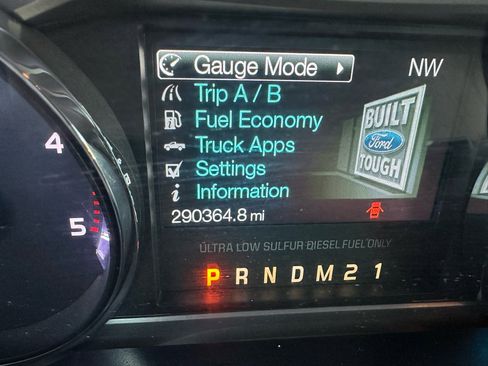 Gauge Mode
NW
Trip A / B
Fuel Economy
Truck Apps
Settings
Information
290364.8 mi
BUILT
Ford
TOUGH
4
5
ULTRA LOW SULFUR DIESEL FUEL ONLY
P R N D M 2 1